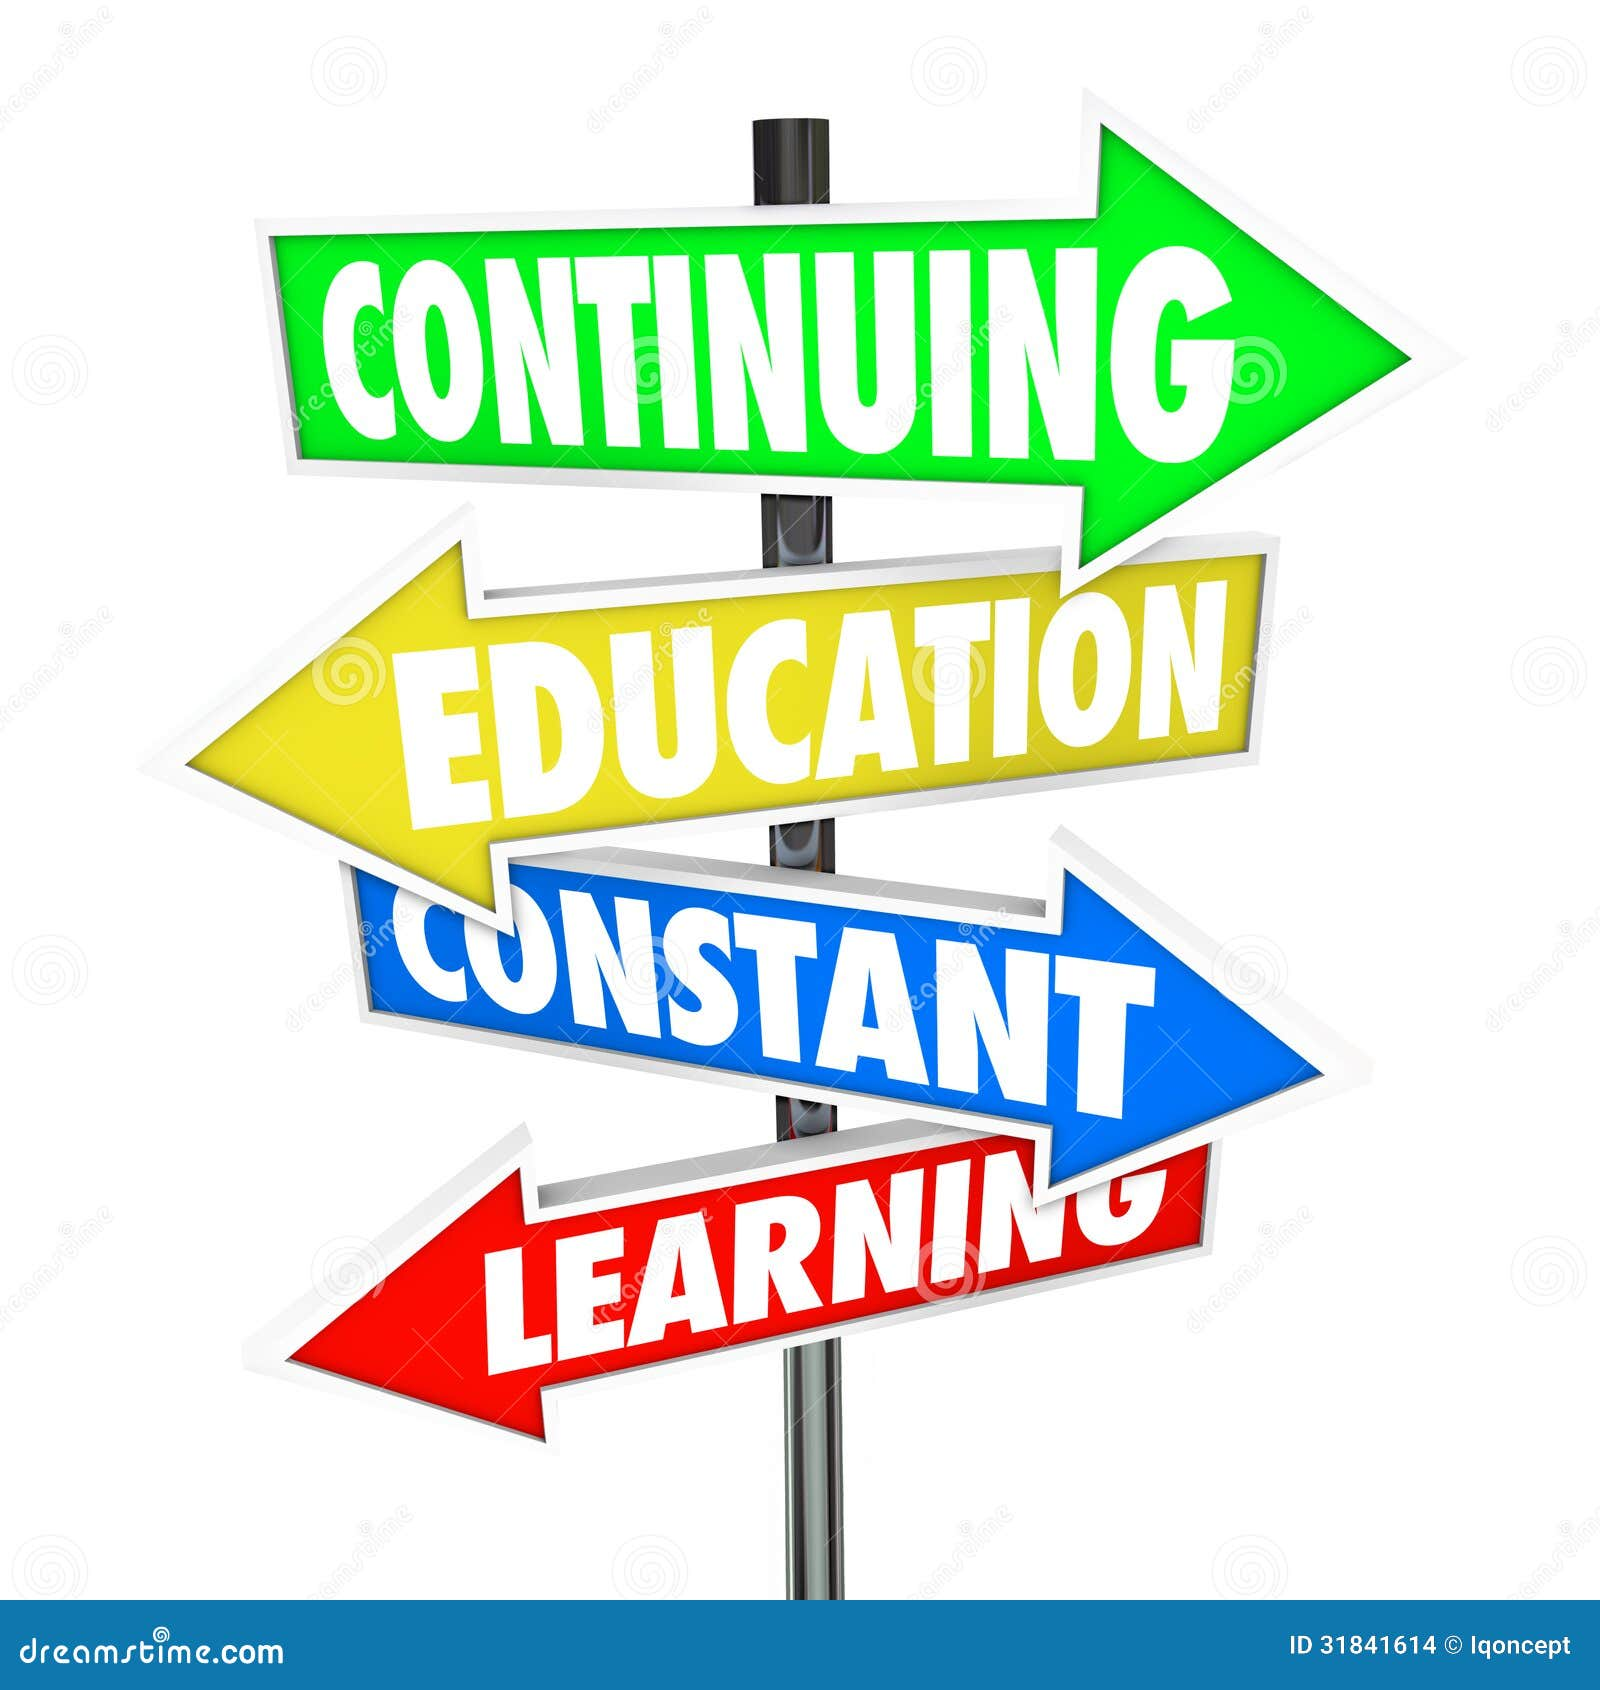 CONTINUING
EDUCATION
CONSTANT
LEARNING
dreamstime.com
ID 31841614 © Iqoncept